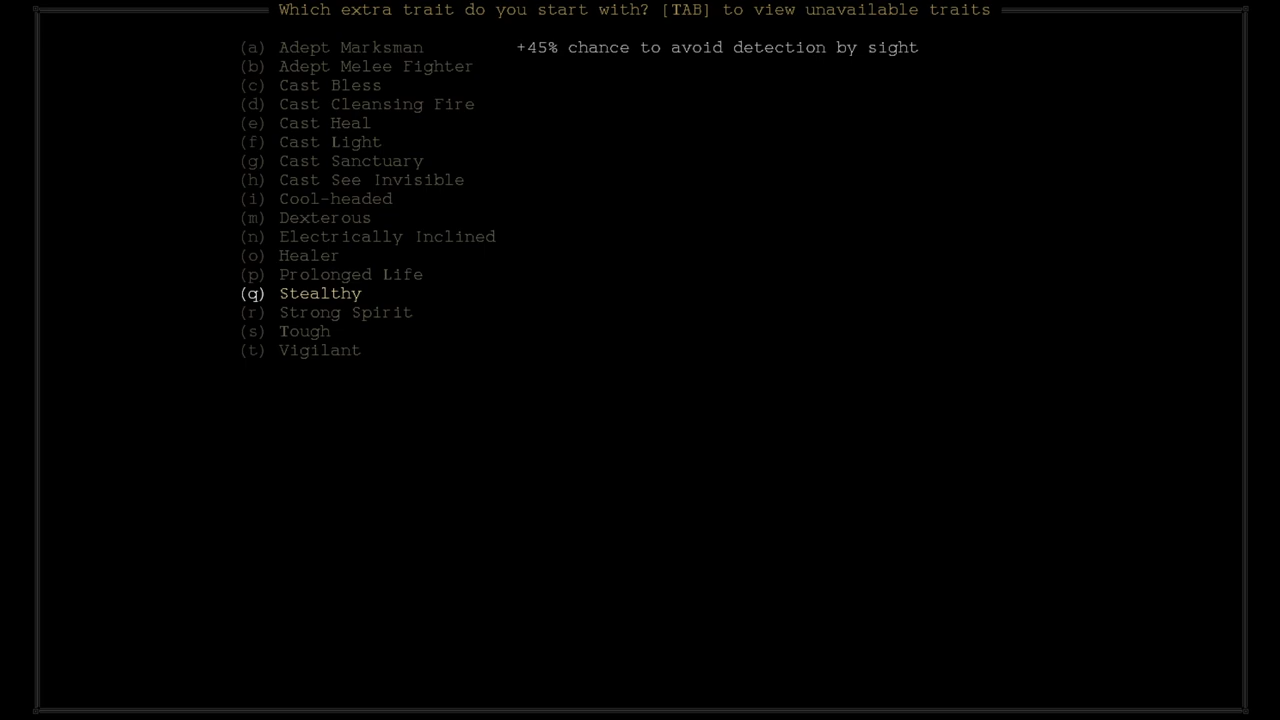 Which extra trait do you start with? [TAB] to view unavailable traits
(a) Adept Marksman +45% chance to avoid detection by sight
(b) Adept Melee Fighter
(c) Cast Bless
(d) Cast Cleansing Fire
(e) Cast Heal
(f) Cast Light
(g) Cast Sanctuary
(h) Cast See Invisible
(i) Cool-headed
(m) Dexterous
(n) Electrically Inclined
(o) Healer
(p) Prolonged Life
(q) Stealthy
(r) Strong Spirit
(s) Tough
(t) Vigilant